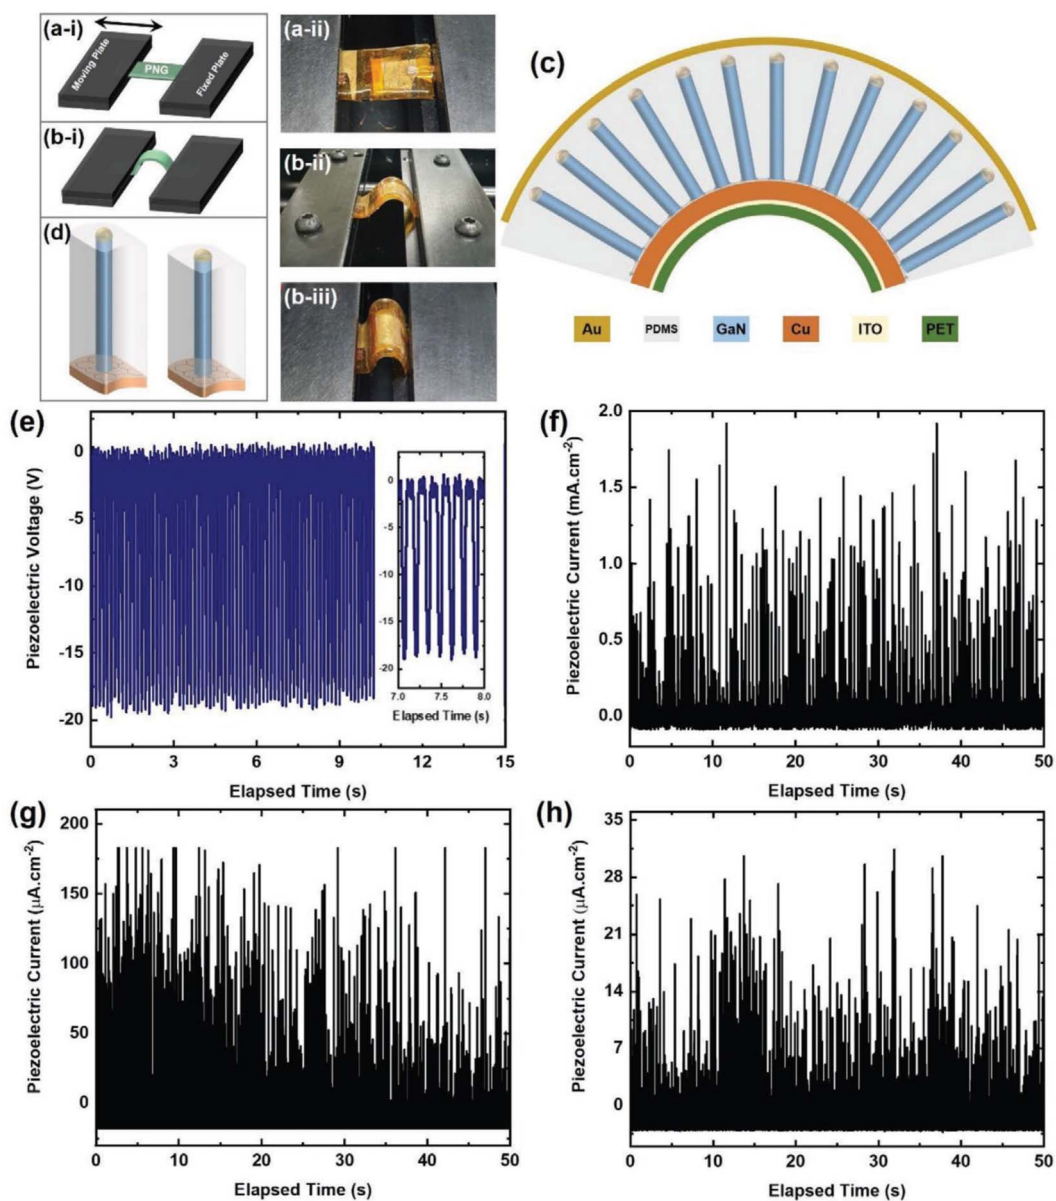 (a-i)
Moving Plate
PNG
Fixed Plate
(a-ii)
(b-i)
(b-ii)
(d)
(b-iii)
(c)
Au PDMS GaN Cu ITO PET
(e)
Piezoelectric Voltage (V)
0
-5
-10
-15
-20
0 3 6 9 12 15
Elapsed Time (s)
0
-5
-10
-15
-20
7.0 7.5 8.0
Elapsed Time (s)
(f)
Piezoelectric Current (mA.cm-2)
2.0
1.5
1.0
0.5
0.0
0 10 20 30 40 50
Elapsed Time (s)
(g)
Piezoelectric Current (μA.cm-2)
200
150
100
50
0
0 10 20 30 40 50
Elapsed Time (s)
(h)
Piezoelectric Current (μA.cm-2)
35
28
21
14
7
0
0 10 20 30 40 50
Elapsed Time (s)